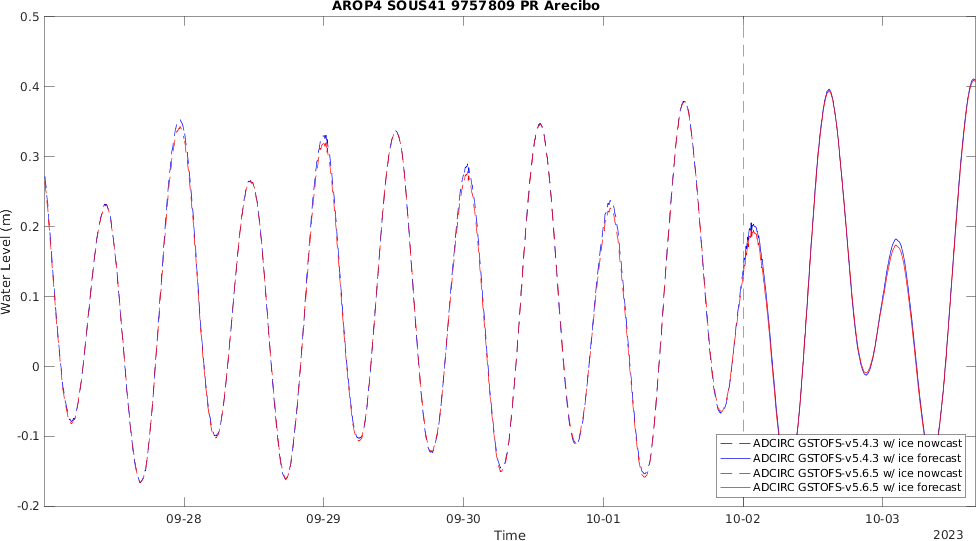 AROP4 SOUS41 9757809 PR Arecibo
0.5
0.4
0.3
0.2
0.1
0
-0.1
-0.2
Water Level (m)
ADCIRC GSTOFS-v5.4.3 w/ ice nowcast
ADCIRC GSTOFS-v5.4.3 w/ ice forecast
ADCIRC GSTOFS-v5.6.5 w/ ice nowcast
ADCIRC GSTOFS-v5.6.5 w/ ice forecast
09-28 09-29 09-30 10-01 10-02 10-03
Time
2023